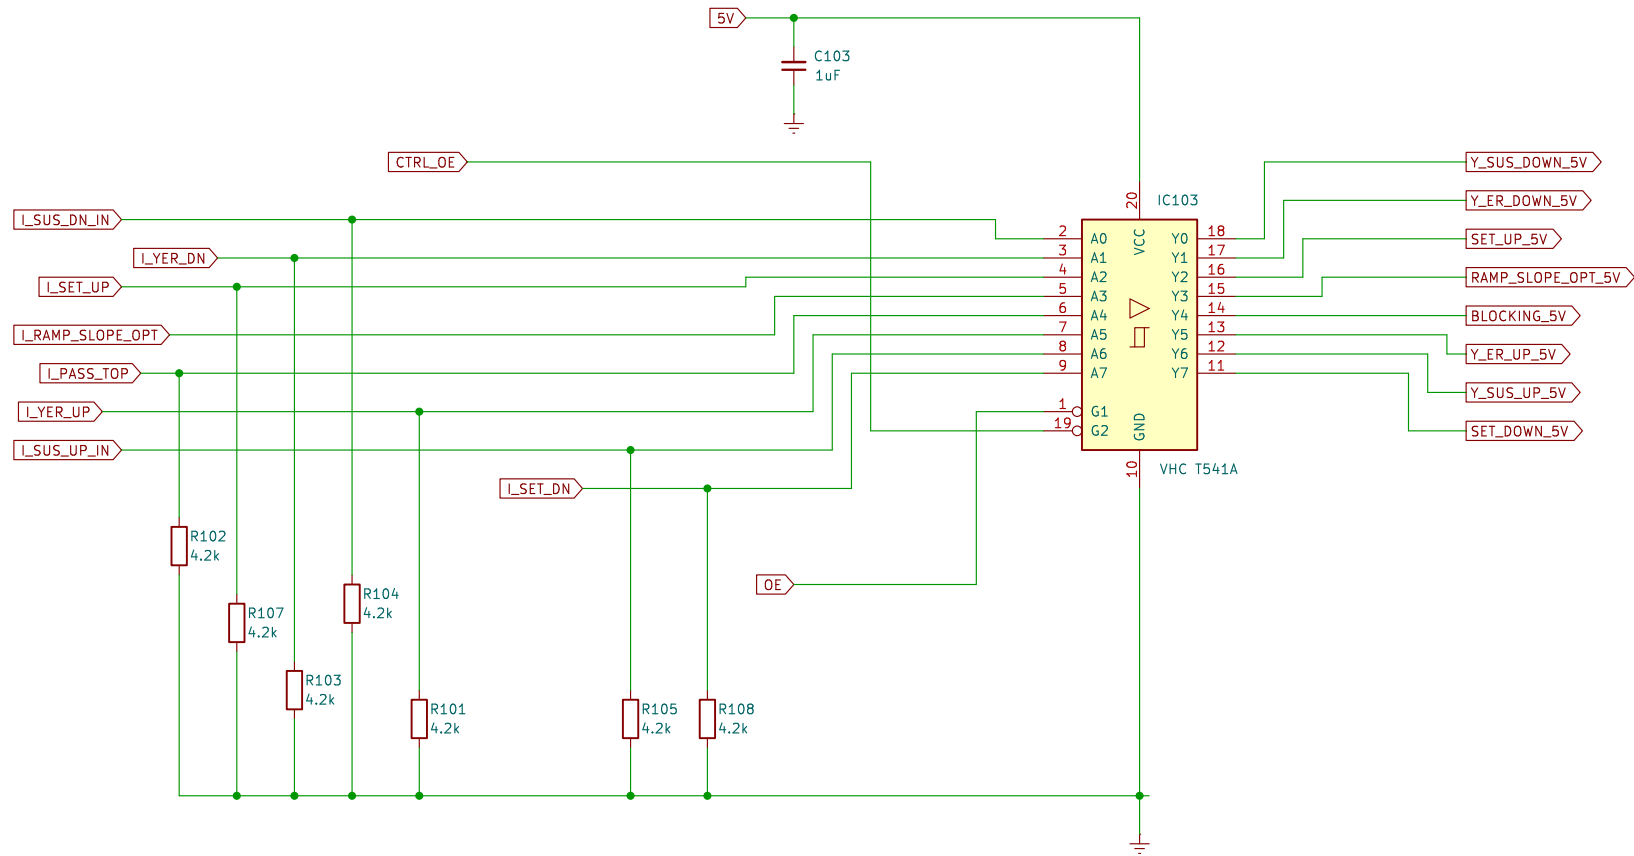 5V
C103
1uF
CTRL_OE
Y_SUS_DOWN_5V
20
IC103
Y_ER_DOWN_5V
I_SUS_DN_IN
2
A0
VCC
Y0
18
SET_UP_5V
I_YER_DN
3
A1
Y1
17
I_SET_UP
4
A2
Y2
16
RAMP_SLOPE_OPT_5V
5
A3
Y3
15
6
A4
Y4
14
BLOCKING_5V
I_RAMP_SLOPE_OPT
7
A5
Y5
13
8
A6
Y6
12
Y_ER_UP_5V
I_PASS_TOP
9
A7
Y7
11
Y_SUS_UP_5V
I_YER_UP
1
G1
19
G2
GND
SET_DOWN_5V
I_SUS_UP_IN
10
VHC T541A
I_SET_DN
R102
4.2k
OE
R104
4.2k
R107
4.2k
R103
4.2k
R101
4.2k
R105
4.2k
R108
4.2k